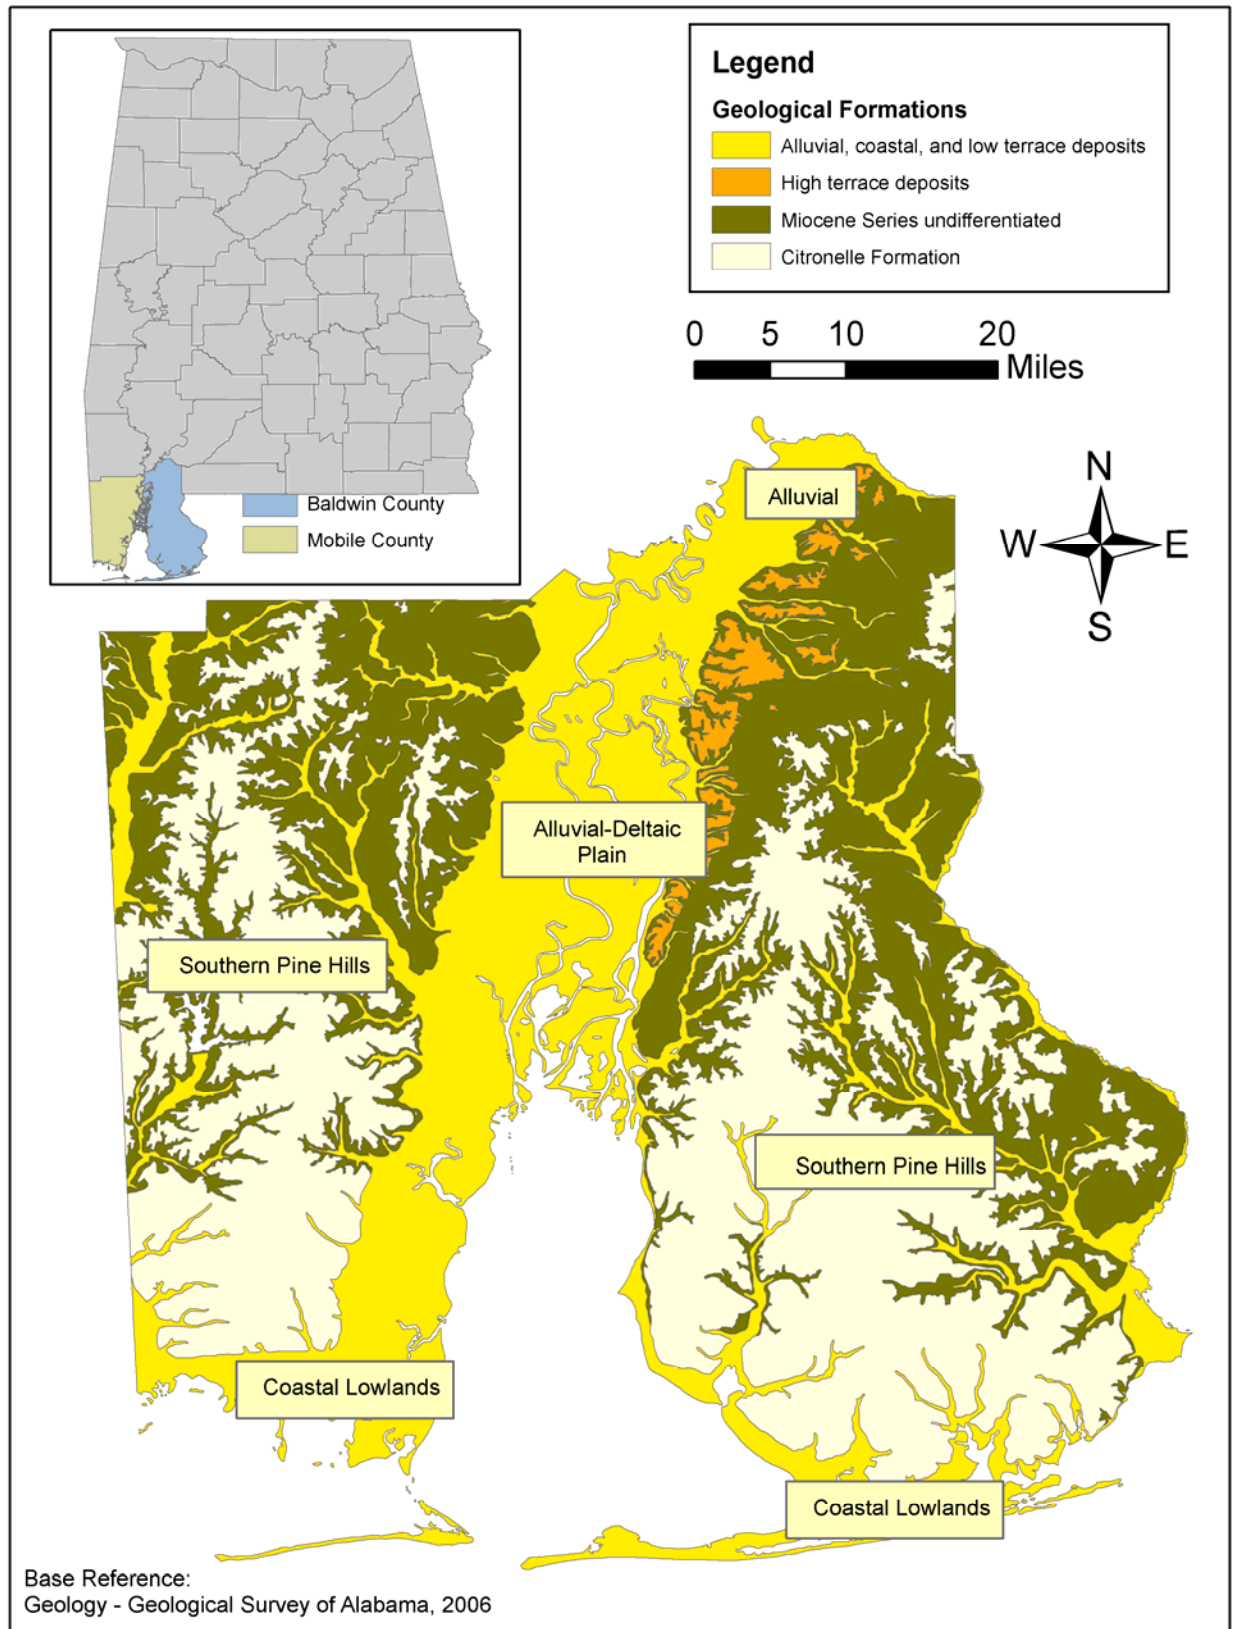 Legend
Geological Formations
Alluvial, coastal, and low terrace deposits
High terrace deposits
Miocene Series undifferentiated
Citronelle Formation
0 5 10 20
Miles
Baldwin County
Mobile County
N
W E
S
Alluvial
Alluvial-Deltaic
Plain
Southern Pine Hills
Southern Pine Hills
Coastal Lowlands
Coastal Lowlands
Base Reference:
Geology - Geological Survey of Alabama, 2006